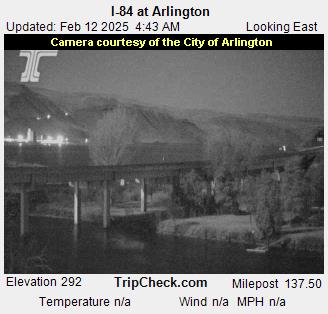 I-84 at Arlington
Updated: Feb 12 2025 4:43 AM Looking East
Camera courtesy of the City of Arlington
Elevation 292 TripCheck.com Milepost 137.50
Temperature n/a Wind n/a MPH n/a